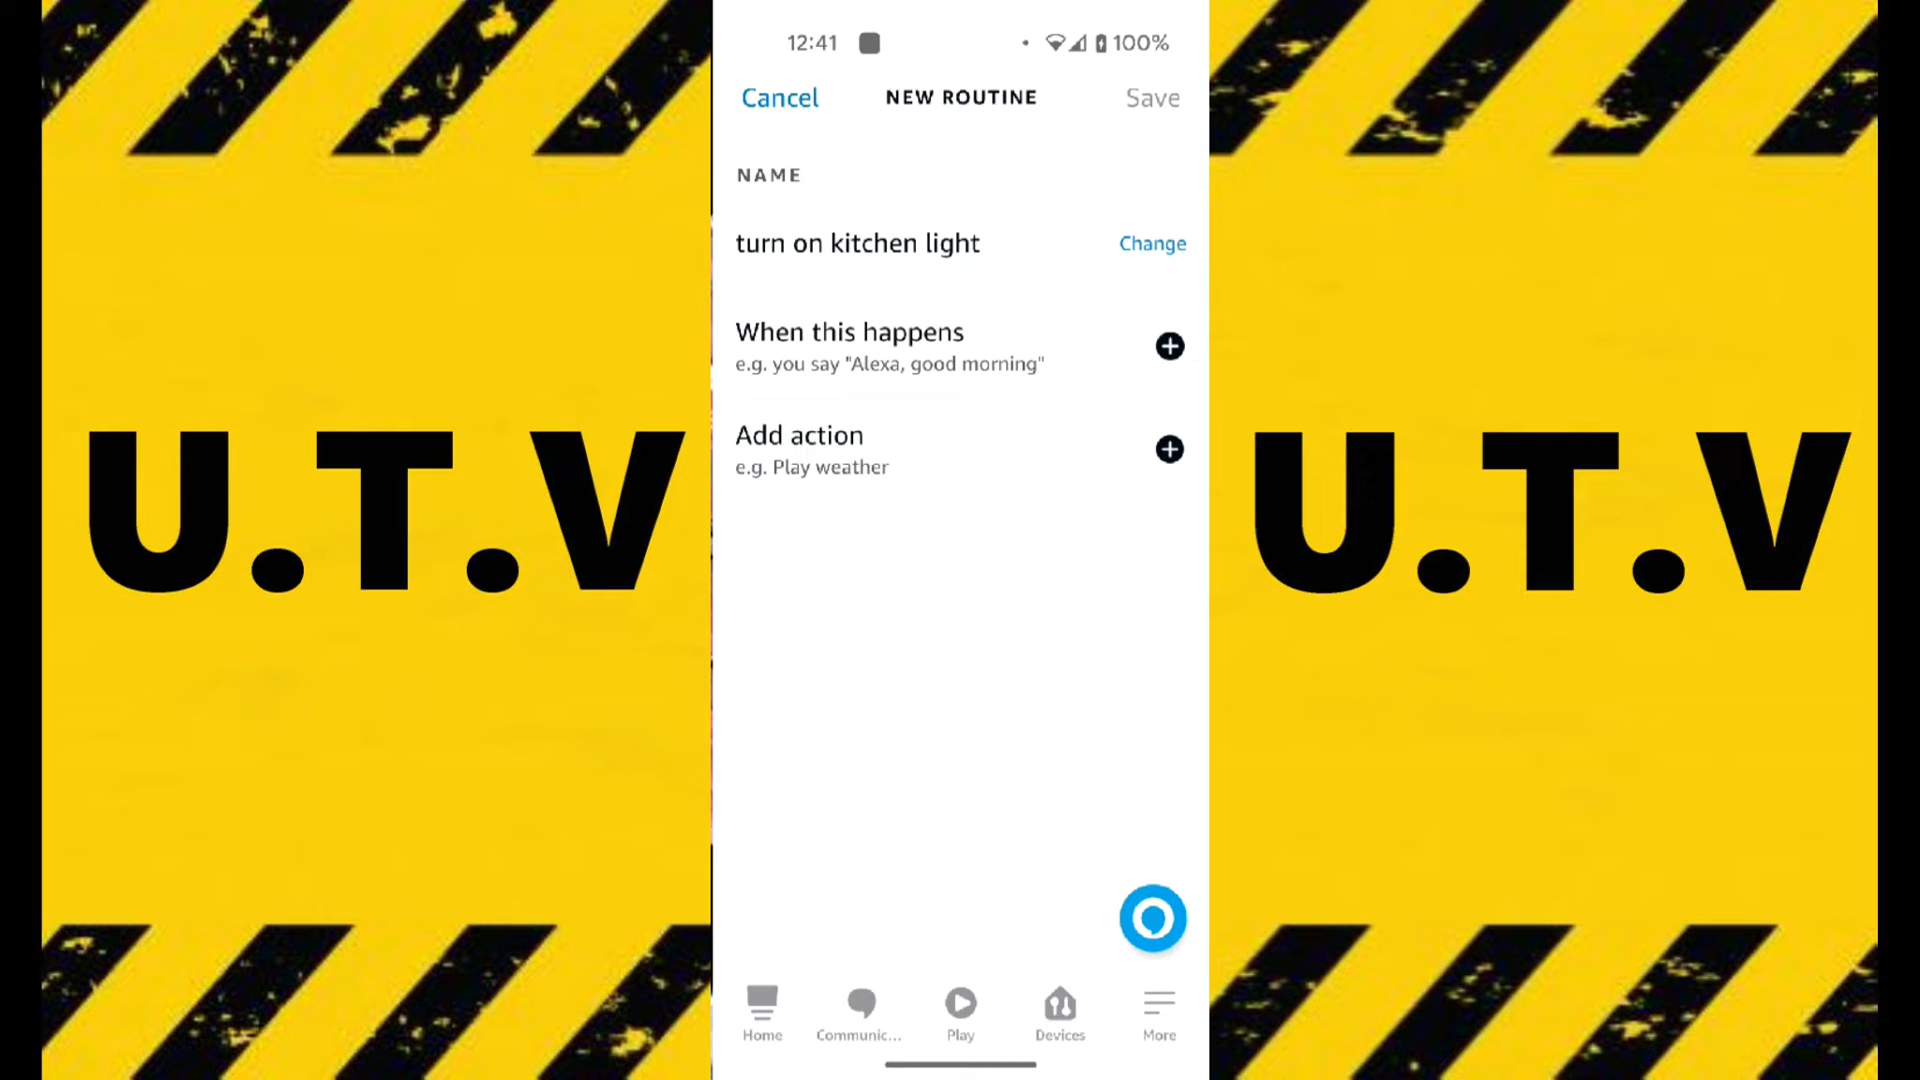 12:41
100%
Cancel
NEW ROUTINE
Save
NAME
turn on kitchen light
Change
When this happens
e.g. you say "Alexa, good morning"
U.T.V
U.T.V
Add action
e.g. Play weather
Home
Communic...
Play
Devices
More